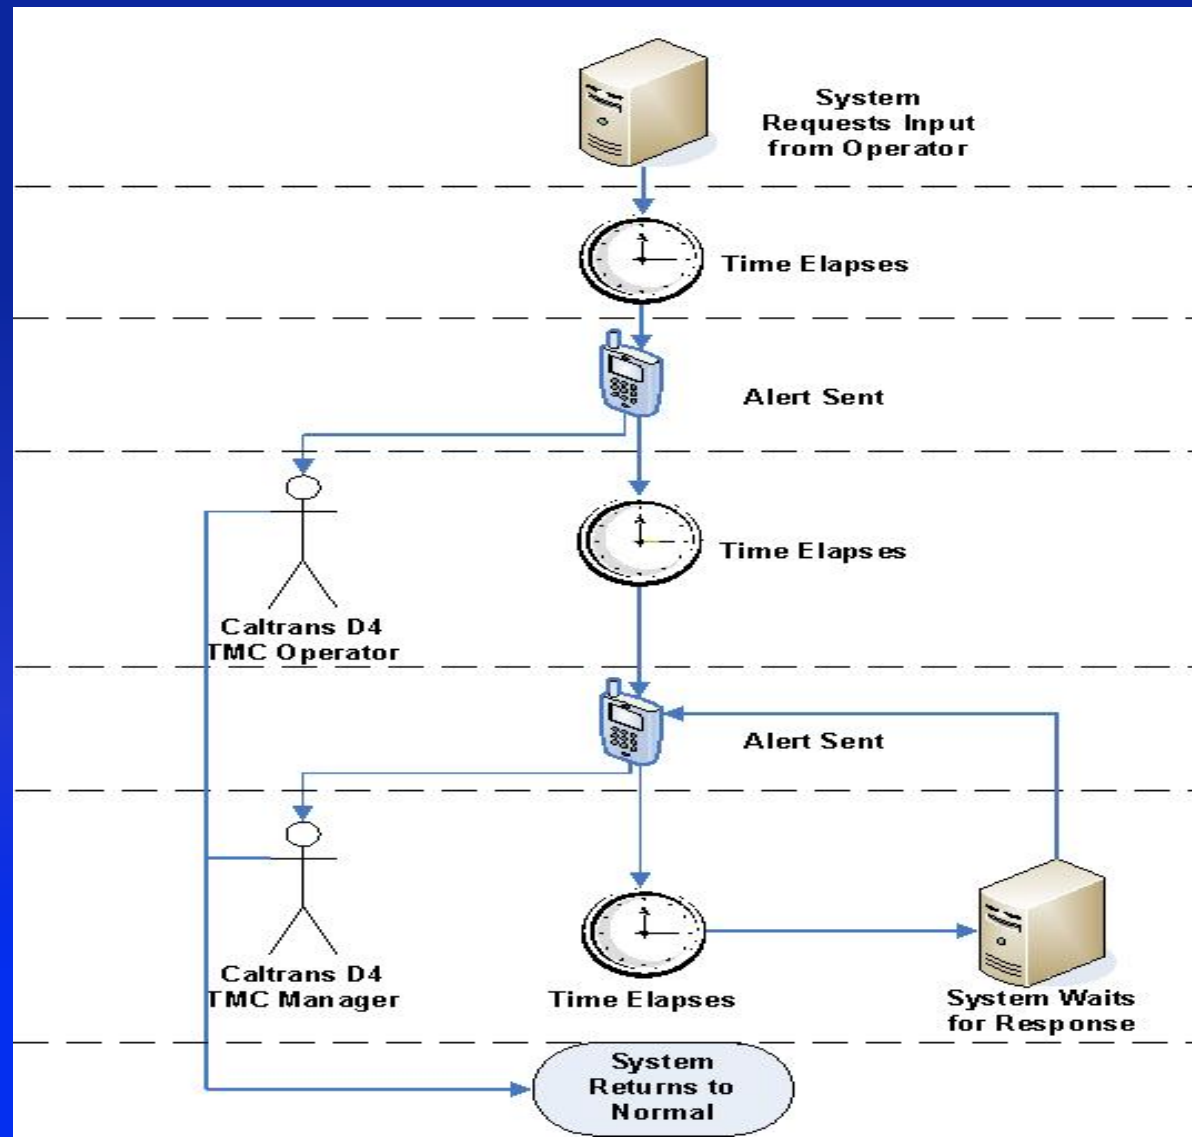 System
Requests Input
from Operator
Time Elapses
Alert Sent
Time Elapses
Caltrans D4
TMC Operator
Alert Sent
Caltrans D4
TMC Manager
Time Elapses
System Waits
for Response
System
Returns to
Normal